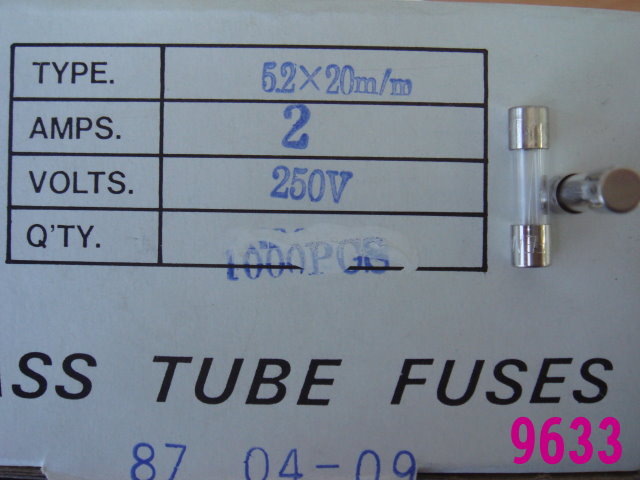 TYPE. 5.2×20m/m
AMPS. 2
VOLTS. 250V
Q'TY. 1000PCS
ASS TUBE FUSES
87 04-09
9633